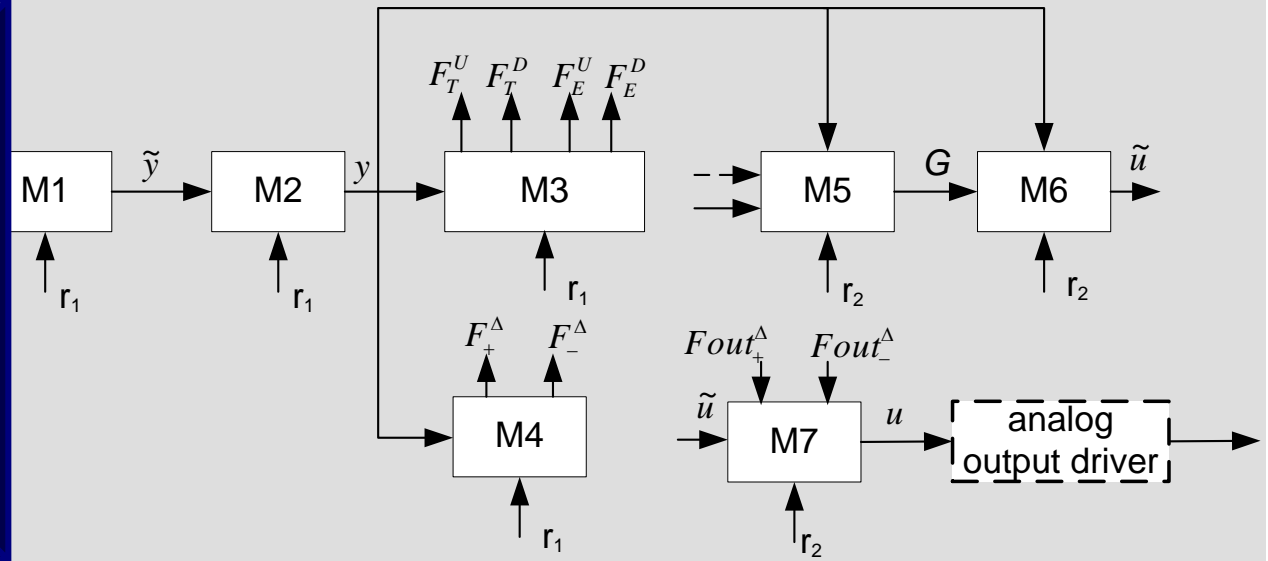 F_T^U F_T^D F_E^U F_E^D
M1 ỹ M2 y M3 M5 G M6 ũ
r₁ r₁ r₁ r₂ r₂
F_+^Δ F_-^Δ Fout_+^Δ Fout_-^Δ
M4 ũ M7 u analog
output driver
r₁ r₂